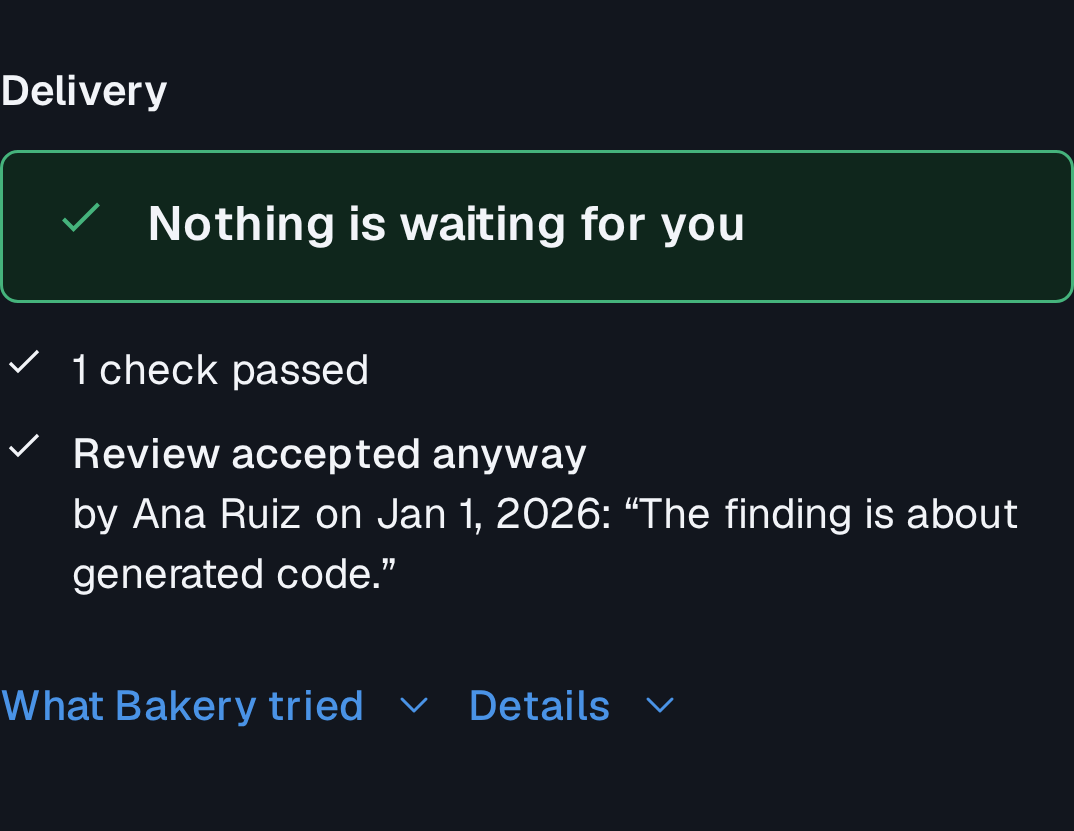 Delivery
Nothing is waiting for you
1 check passed
Review accepted anyway
by Ana Ruiz on Jan 1, 2026: “The finding is about
generated code.”
What Bakery tried
Details